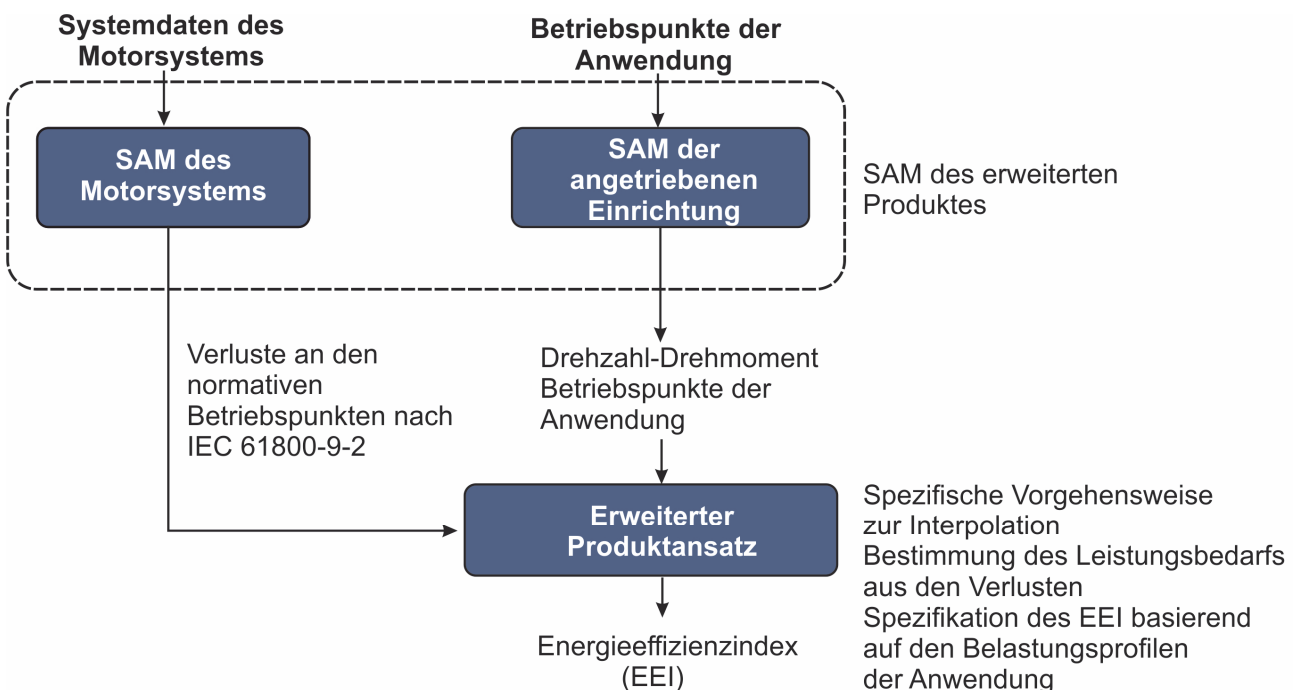 Systemdaten des
Motorsystems
Betriebspunkte der
Anwendung
SAM des
Motorsystems
SAM der
angetriebenen
Einrichtung
SAM des erweiterten
Produktes
Verluste an den
normativen
Betriebspunkten nach
IEC 61800-9-2
Drehzahl-Drehmoment
Betriebspunkte der
Anwendung
Erweiterter
Produktansatz
Spezifische Vorgehensweise
zur Interpolation
Bestimmung des Leistungsbedarfs
aus den Verlusten
Spezifikation des EEI basierend
auf den Belastungsprofilen
der Anwendung
Energieeffizienzindex
(EEI)